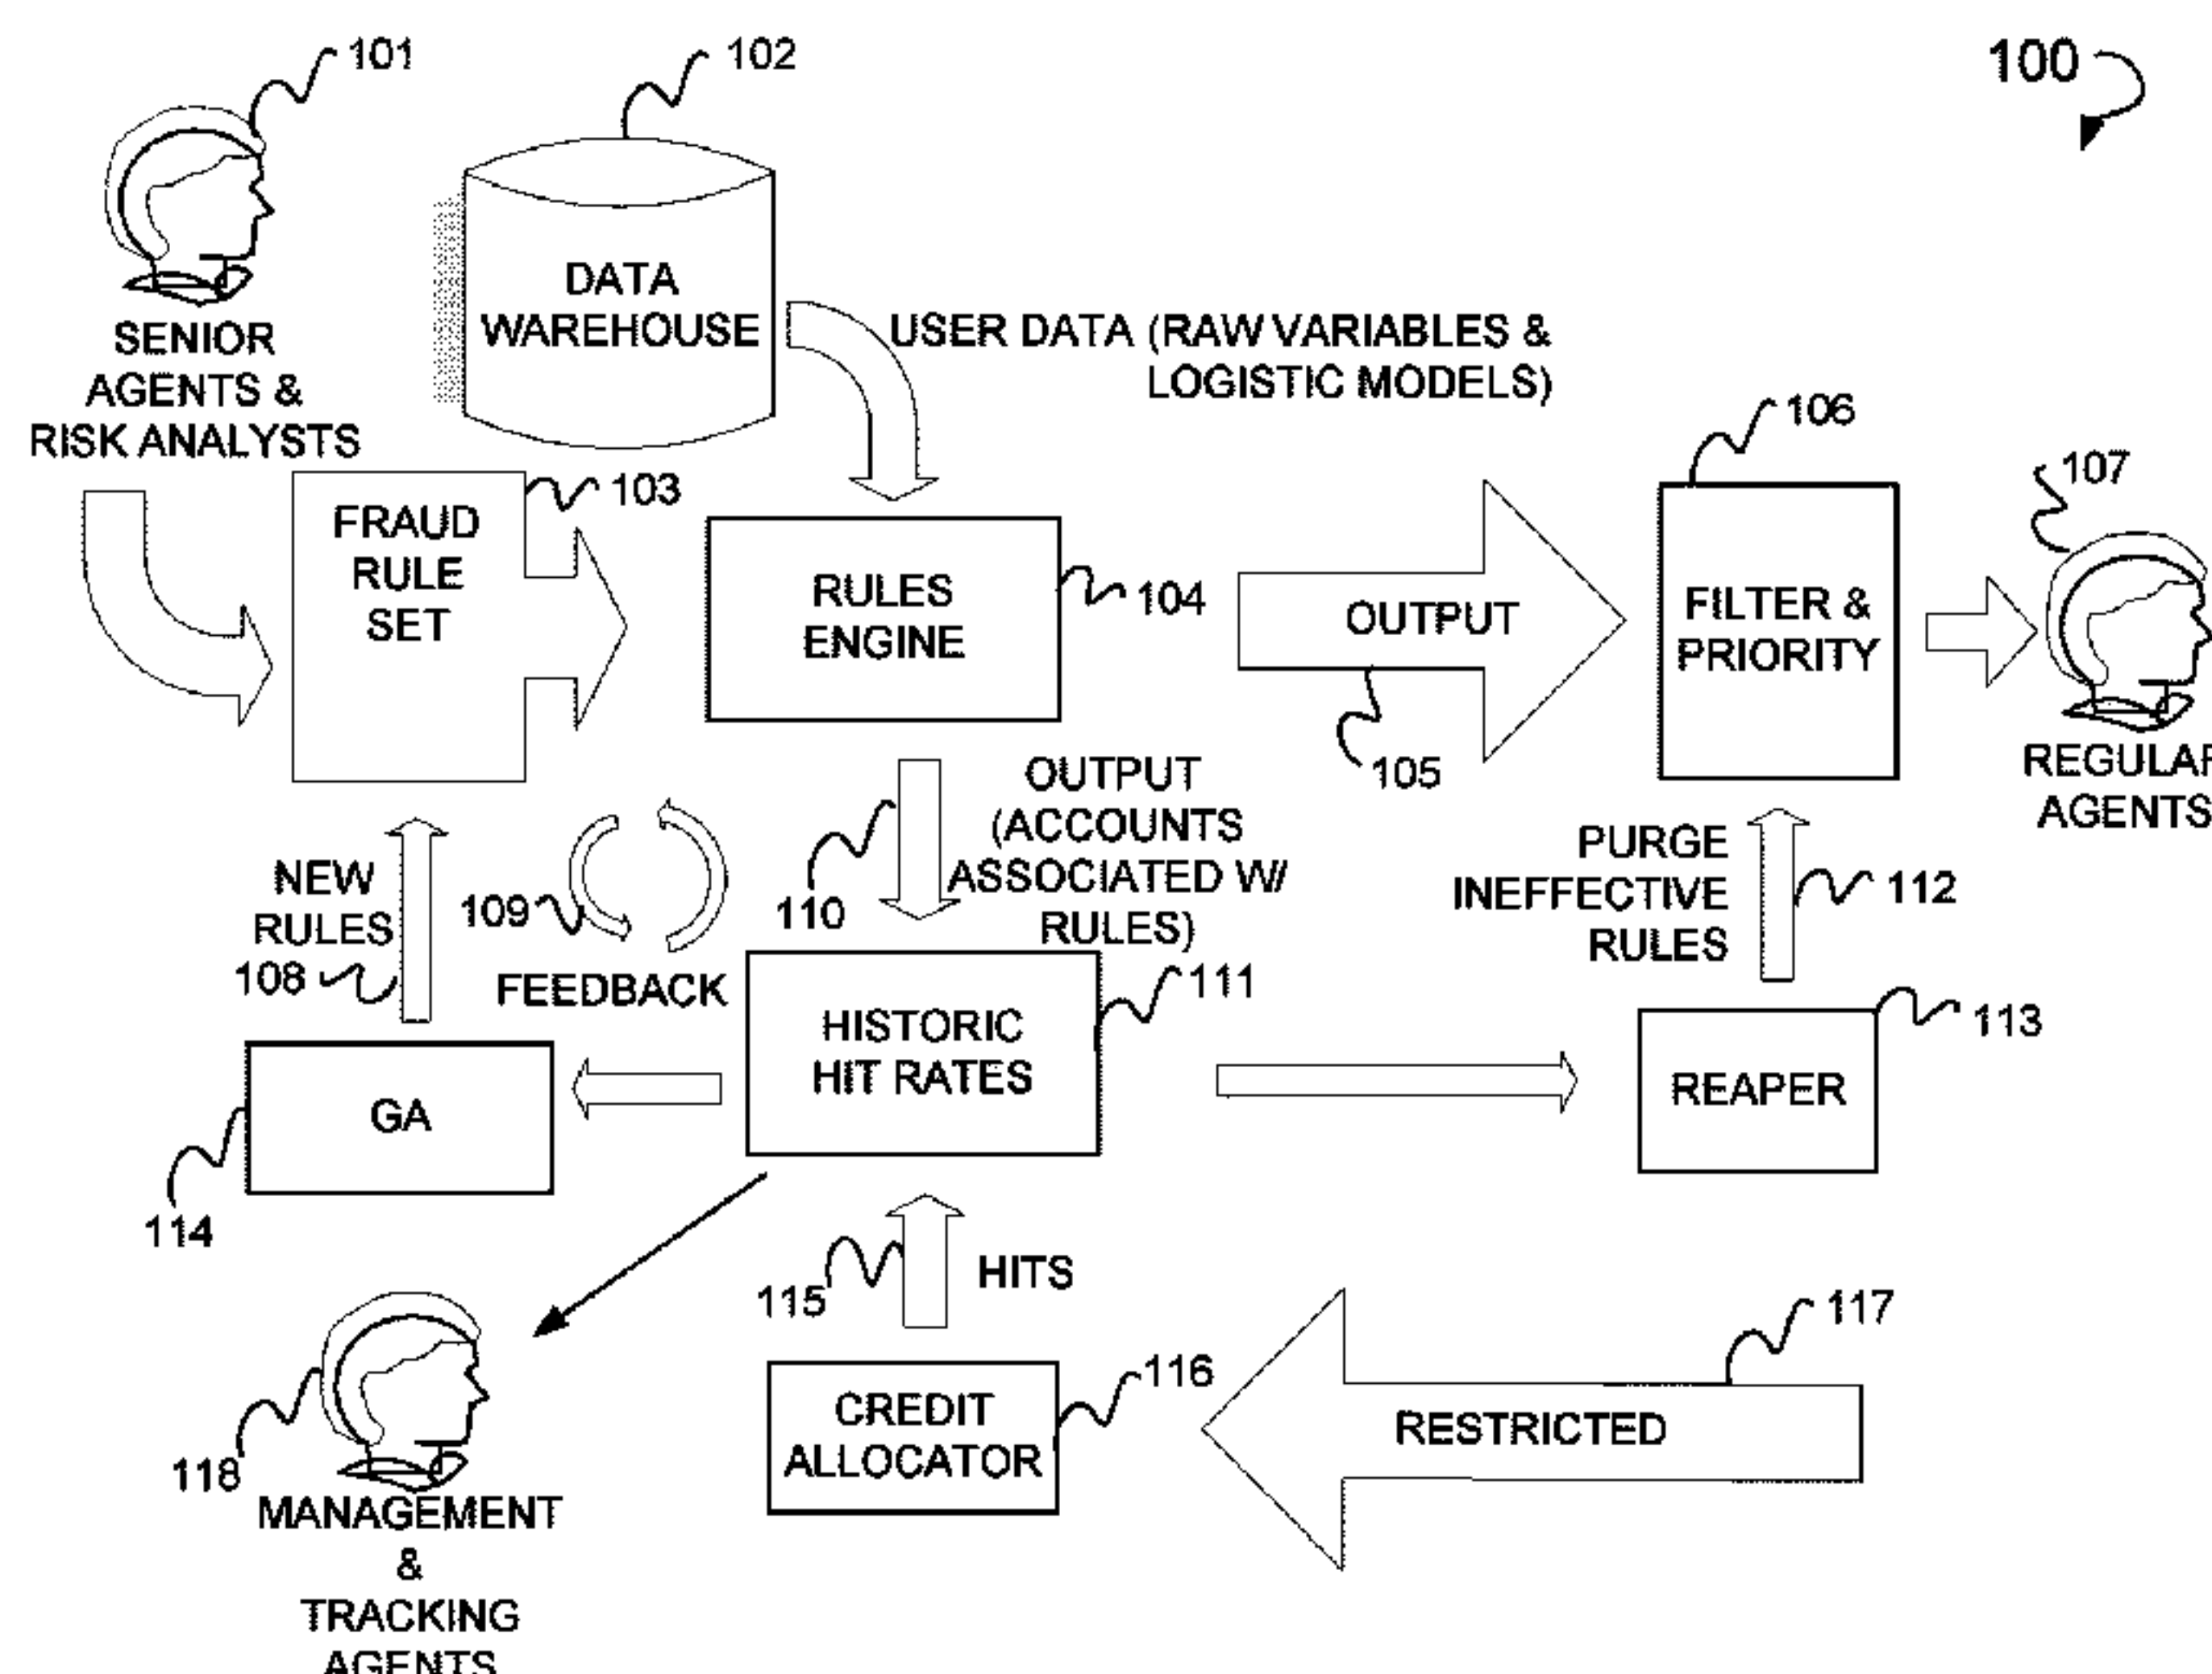 101
102
100
DATA
WAREHOUSE
SENIOR
AGENTS &
RISK ANALYSTS
USER DATA (RAW VARIABLES &
LOGISTIC MODELS)
103
FRAUD
RULE
SET
RULES
ENGINE
104
OUTPUT
105
106
FILTER &
PRIORITY
107
REGULAR
AGENTS
NEW
RULES
108
109
FEEDBACK
110
OUTPUT
(ACCOUNTS
ASSOCIATED W/
RULES)
PURGE
INEFFECTIVE
RULES
112
HISTORIC
HIT RATES
111
GA
114
REAPER
113
115
HITS
CREDIT
ALLOCATOR
116
RESTRICTED
117
118
MANAGEMENT
&
TRACKING
AGENTS